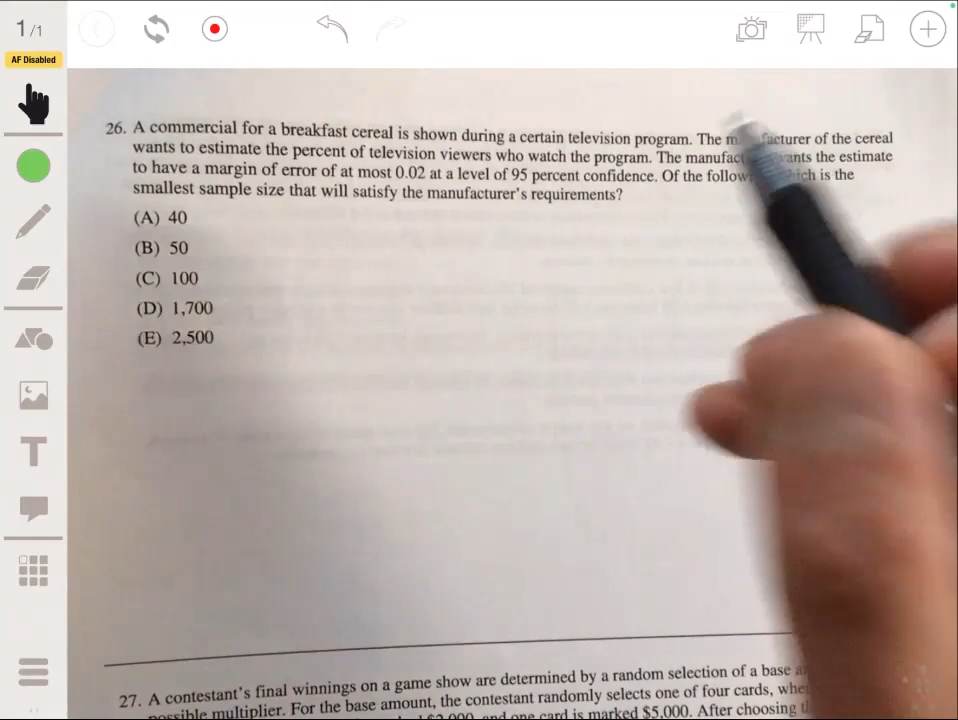 1/1
AF Disabled
26. A commercial for a breakfast cereal is shown during a certain television program. The manufacturer of the cereal
wants to estimate the percent of television viewers who watch the program. The manufacturer wants the estimate
to have a margin of error of at most 0.02 at a level of 95 percent confidence. Of the following, which is the
smallest sample size that will satisfy the manufacturer's requirements?
(A) 40
(B) 50
(C) 100
(D) 1,700
(E) 2,500
T
27. A contestant's final winnings on a game show are determined by a random selection of a base
possible multiplier. For the base amount, the contestant randomly selects one of four cards,
and one card is marked $5,000. After choosing